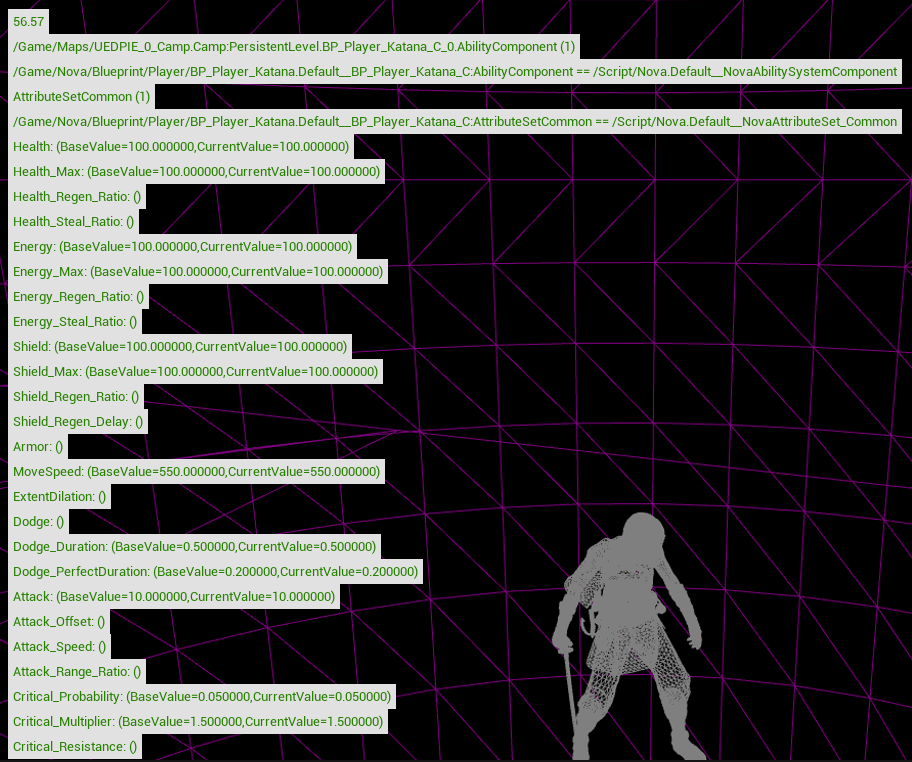 56.57
/Game/Maps/UEDPIE_0_Camp.Camp:PersistentLevel.BP_Player_Katana_C_0.AbilityComponent (1)
/Game/Nova/Blueprint/Player/BP_Player_Katana.Default__BP_Player_Katana_C:AbilityComponent == /Script/Nova.Default__NovaAbilitySystemComponent
AttributeSetCommon (1)
/Game/Nova/Blueprint/Player/BP_Player_Katana.Default__BP_Player_Katana_C:AttributeSetCommon == /Script/Nova.Default__NovaAttributeSet_Common
Health: (BaseValue=100.000000,CurrentValue=100.000000)
Health_Max: (BaseValue=100.000000,CurrentValue=100.000000)
Health_Regen_Ratio: ()
Health_Steal_Ratio: ()
Energy: (BaseValue=100.000000,CurrentValue=100.000000)
Energy_Max: (BaseValue=100.000000,CurrentValue=100.000000)
Energy_Regen_Ratio: ()
Energy_Steal_Ratio: ()
Shield: (BaseValue=100.000000,CurrentValue=100.000000)
Shield_Max: (BaseValue=100.000000,CurrentValue=100.000000)
Shield_Regen_Ratio: ()
Shield_Regen_Delay: ()
Armor: ()
MoveSpeed: (BaseValue=550.000000,CurrentValue=550.000000)
ExtentDilation: ()
Dodge: ()
Dodge_Duration: (BaseValue=0.500000,CurrentValue=0.500000)
Dodge_PerfectDuration: (BaseValue=0.200000,CurrentValue=0.200000)
Attack: (BaseValue=10.000000,CurrentValue=10.000000)
Attack_Offset: ()
Attack_Speed: ()
Attack_Range_Ratio: ()
Critical_Probability: (BaseValue=0.050000,CurrentValue=0.050000)
Critical_Multiplier: (BaseValue=1.500000,CurrentValue=1.500000)
Critical_Resistance: ()